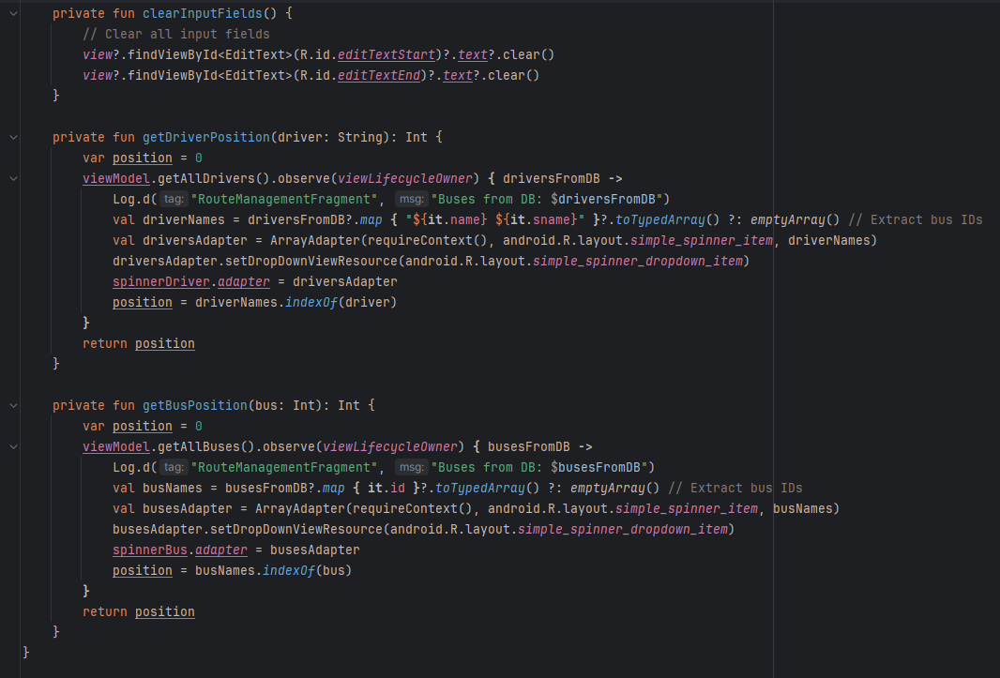 private fun clearInputFields() {
    // Clear all input fields
    view?.findViewById<EditText>(R.id.editTextStart)?.text?.clear()
    view?.findViewById<EditText>(R.id.editTextEnd)?.text?.clear()
}
private fun getDriverPosition(driver: String): Int {
    var position = 0
    viewModel.getAllDrivers().observe(viewLifecycleOwner) { driversFromDB ->
        Log.d( tag: "RouteManagementFragment", msg: "Buses from DB: $driversFromDB")
        val driverNames = driversFromDB?.map { "${it.name} ${it.sname}" }?.toTypedArray() ?: emptyArray() // Extract bus IDs
        val driversAdapter = ArrayAdapter(requireContext(), android.R.layout.simple_spinner_item, driverNames)
        driversAdapter.setDropDownViewResource(android.R.layout.simple_spinner_dropdown_item)
        spinnerDriver.adapter = driversAdapter
        position = driverNames.indexOf(driver)
    }
    return position
}
private fun getBusPosition(bus: Int): Int {
    var position = 0
    viewModel.getAllBuses().observe(viewLifecycleOwner) { busesFromDB ->
        Log.d( tag: "RouteManagementFragment", msg: "Buses from DB: $busesFromDB")
        val busNames = busesFromDB?.map { it.id }?.toTypedArray() ?: emptyArray() // Extract bus IDs
        val busesAdapter = ArrayAdapter(requireContext(), android.R.layout.simple_spinner_item, busNames)
        busesAdapter.setDropDownViewResource(android.R.layout.simple_spinner_dropdown_item)
        spinnerBus.adapter = busesAdapter
        position = busNames.indexOf(bus)
    }
    return position
}
}